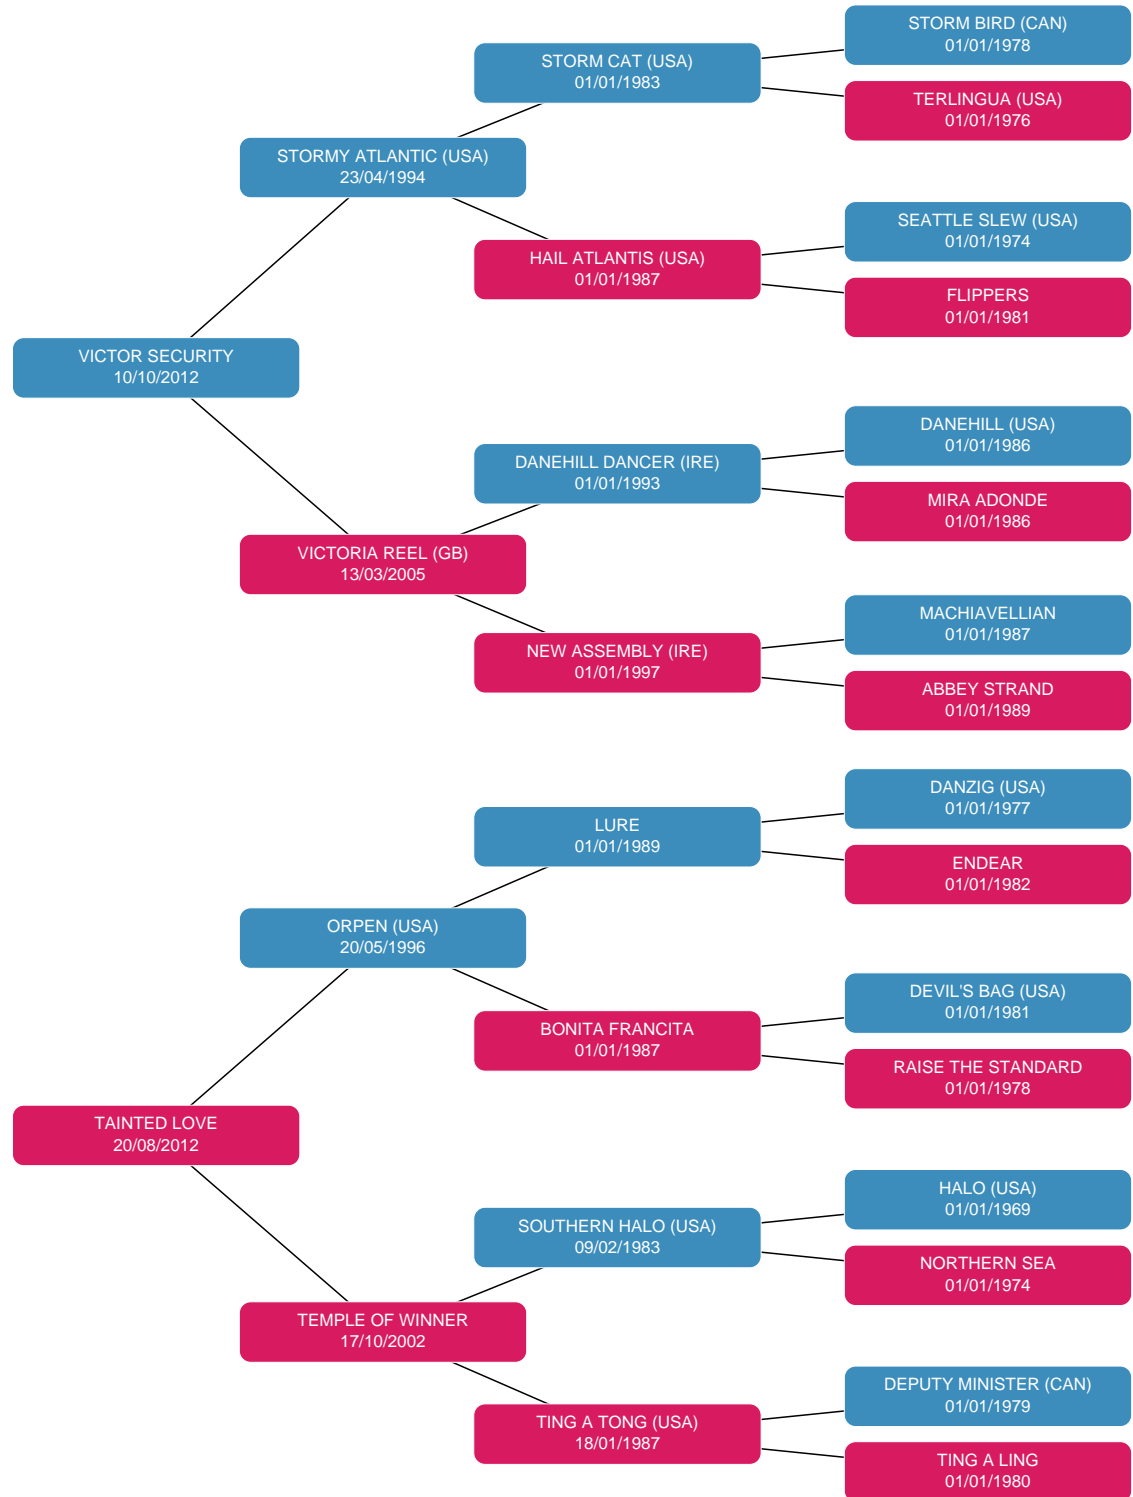 STORM BIRD (CAN)
01/01/1978
STORM CAT (USA)
01/01/1983
TERLINGUA (USA)
01/01/1976
STORMY ATLANTIC (USA)
23/04/1994
SEATTLE SLEW (USA)
01/01/1974
HAIL ATLANTIS (USA)
01/01/1987
FLIPPERS
01/01/1981
VICTOR SECURITY
10/10/2012
DANEHILL (USA)
01/01/1986
DANEHILL DANCER (IRE)
01/01/1993
MIRA ADONDE
01/01/1986
VICTORIA REEL (GB)
13/03/2005
MACHIAVELLIAN
01/01/1987
NEW ASSEMBLY (IRE)
01/01/1997
ABBEY STRAND
01/01/1989
DANZIG (USA)
01/01/1977
LURE
01/01/1989
ENDEAR
01/01/1982
ORPEN (USA)
20/05/1996
DEVIL'S BAG (USA)
01/01/1981
BONITA FRANCITA
01/01/1987
RAISE THE STANDARD
01/01/1978
TAINTED LOVE
20/08/2012
HALO (USA)
01/01/1969
SOUTHERN HALO (USA)
09/02/1983
NORTHERN SEA
01/01/1974
TEMPLE OF WINNER
17/10/2002
DEPUTY MINISTER (CAN)
01/01/1979
TING A TONG (USA)
18/01/1987
TING A LING
01/01/1980